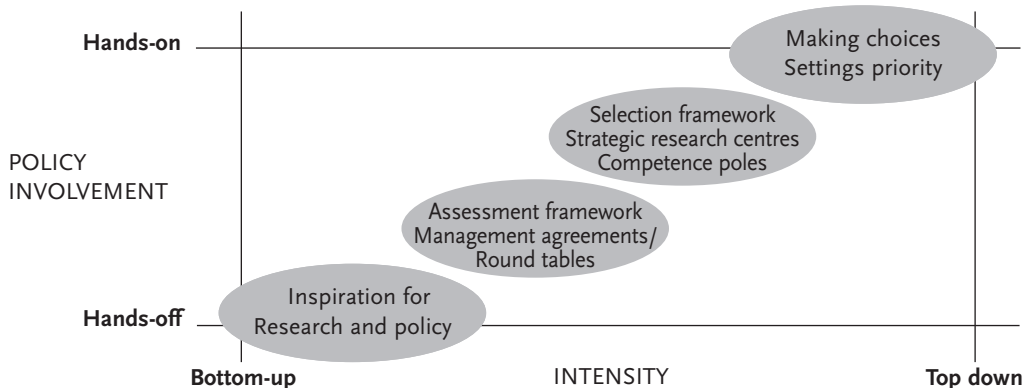 Hands-on
Making choices
Settings priority
Selection framework
Strategic research centres
Competence poles
POLICY
INVOLVEMENT
Assessment framework
Management agreements/
Round tables
Inspiration for
Research and policy
Hands-off
Bottom-up
INTENSITY
Top down